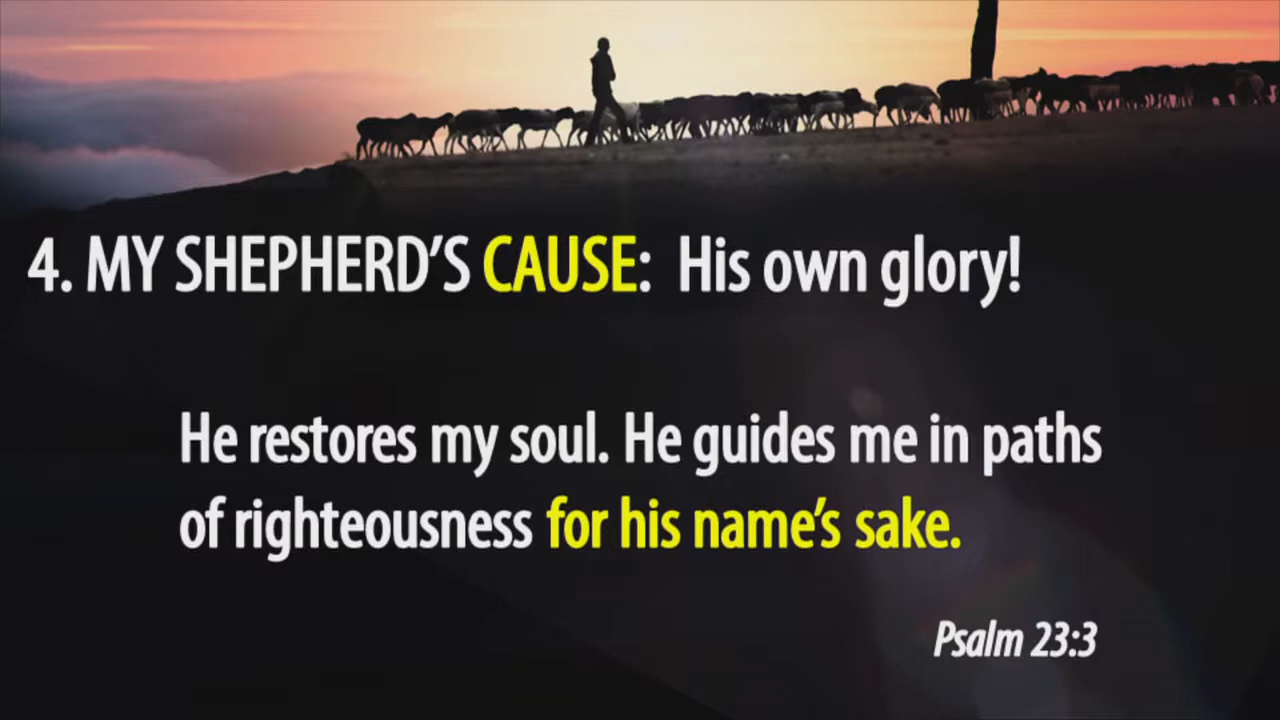 4. MY SHEPHERD’S CAUSE: His own glory!
He restores my soul. He guides me in paths
of righteousness for his name’s sake.
Psalm 23:3